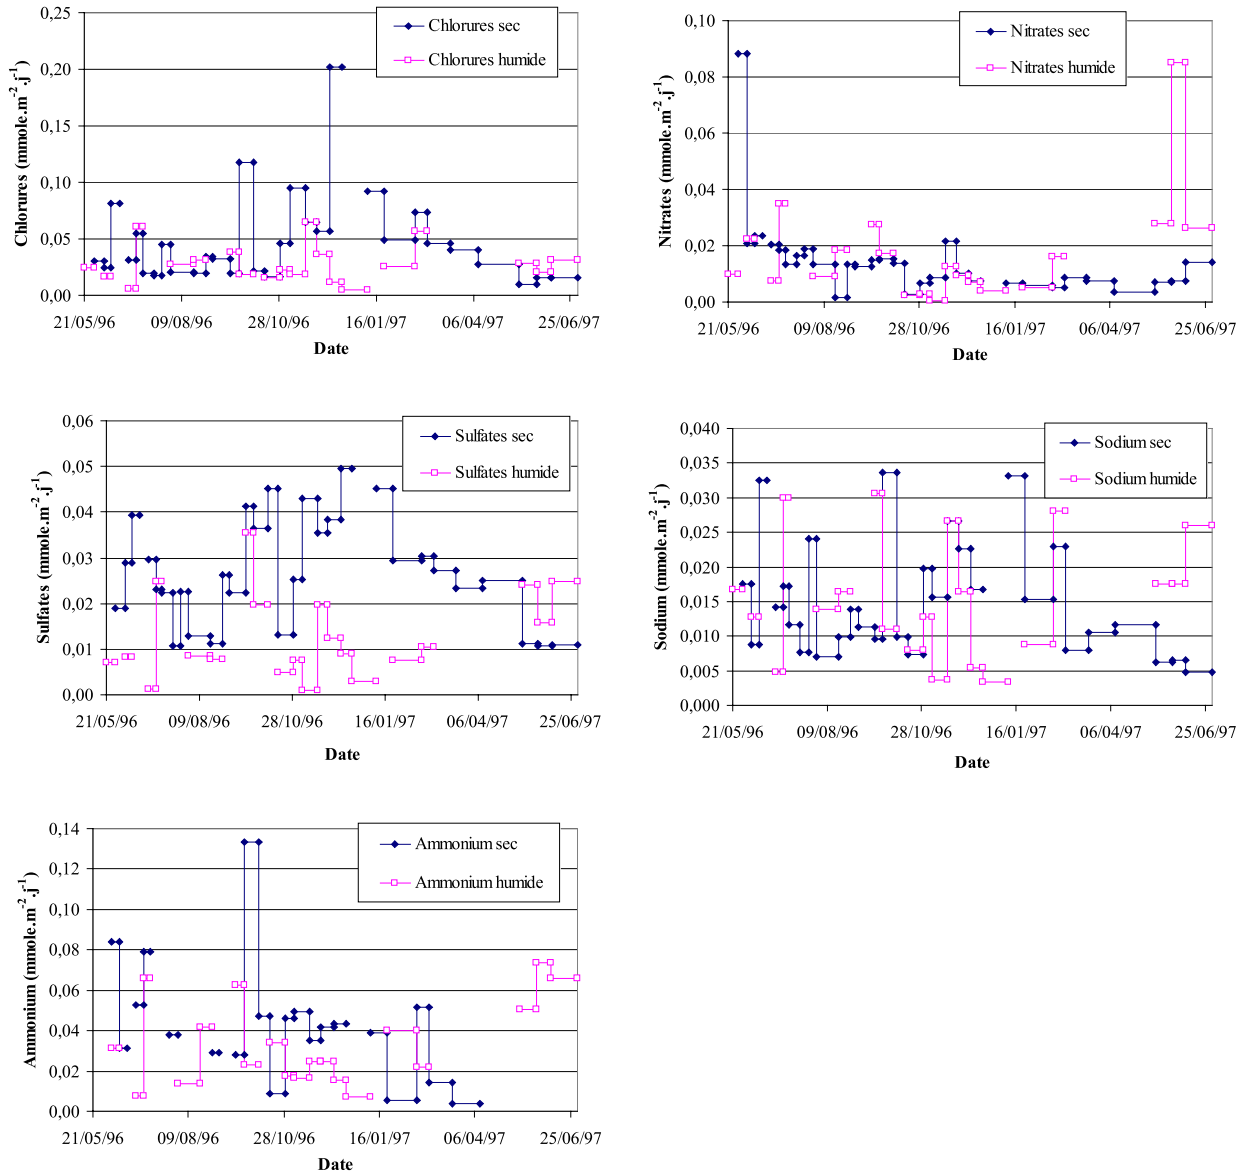 0,25
0,20
0,15
0,10
0,05
0,00
Chlorures (mmole.m-2.j-1)
Chlorures sec
Chlorures humide
21/05/96 09/08/96 28/10/96 16/01/97 06/04/97 25/06/97
Date
0,10
0,08
0,06
0,04
0,02
0,00
Nitrates (mmole.m-2.j-1)
Nitrates sec
Nitrates humide
21/05/96 09/08/96 28/10/96 16/01/97 06/04/97 25/06/97
Date
0,06
0,05
0,04
0,03
0,02
0,01
0,00
Sulfates (mmole.m-2.j-1)
Sulfates sec
Sulfates humide
21/05/96 09/08/96 28/10/96 16/01/97 06/04/97 25/06/97
Date
0,040
0,035
0,030
0,025
0,020
0,015
0,010
0,005
0,000
Sodium (mmole.m-2.j-1)
Sodium sec
Sodium humide
21/05/96 09/08/96 28/10/96 16/01/97 06/04/97 25/06/97
Date
0,14
0,12
0,10
0,08
0,06
0,04
0,02
0,00
Ammonium (mmole.m-2.j-1)
Ammonium sec
Ammonium humide
21/05/96 09/08/96 28/10/96 16/01/97 06/04/97 25/06/97
Date